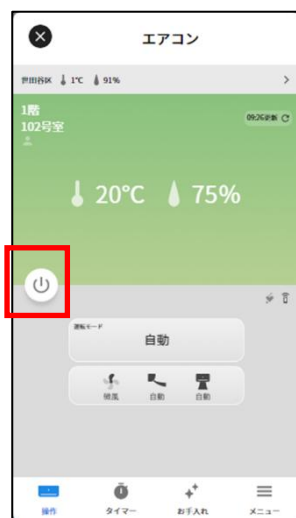 エアコン
世田谷区 1℃ 91%
1階
102号室
09:26更新
20℃ 75%
運転モード
自動
微風 自動 自動
操作 タイマー お手入れ メニュー